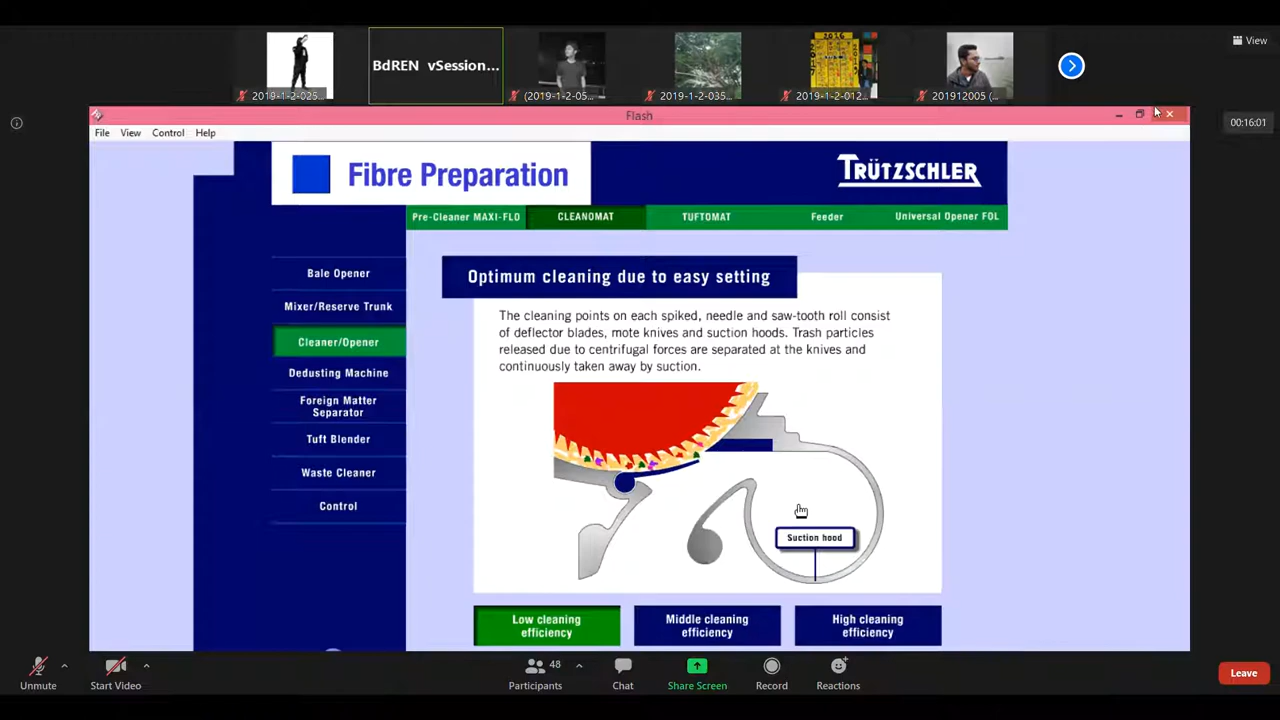 View
BdREN vSession...
2019-1-2-025...
(2019-1-2-05...
2019-1-2-035...
2016
2019-1-2-012...
201912005 (...
Flash
00:16:01
File View Control Help
Fibre Preparation
TRÜTZSCHLER
Pre-Cleaner MAXI-FLO CLEANOMAT TUFTOMAT Feeder Universal Opener FOL
Bale Opener
Mixer/Reserve Trunk
Cleaner/Opener
Dedusting Machine
Foreign Matter
Separator
Tuft Blender
Waste Cleaner
Control
Optimum cleaning due to easy setting
The cleaning points on each spiked, needle and saw-tooth roll consist
of deflector blades, mote knives and suction hoods. Trash particles
released due to centrifugal forces are separated at the knives and
continuously taken away by suction.
Suction hood
Low cleaning
efficiency
Middle cleaning
efficiency
High cleaning
efficiency
Unmute
Start Video
48
Participants
Chat
Share Screen
Record
Reactions
Leave